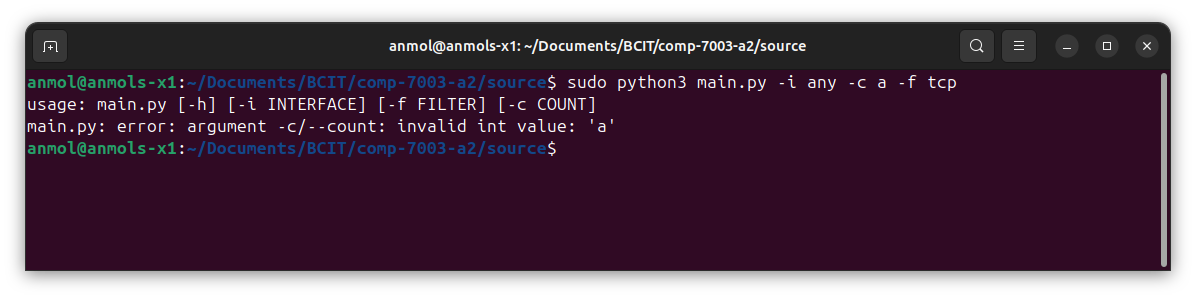 anmol@anmols-x1: ~/Documents/BCIT/comp-7003-a2/source
anmol@anmols-x1:~/Documents/BCIT/comp-7003-a2/source$ sudo python3 main.py -i any -c a -f tcp
usage: main.py [-h] [-i INTERFACE] [-f FILTER] [-c COUNT]
main.py: error: argument -c/--count: invalid int value: 'a'
anmol@anmols-x1:~/Documents/BCIT/comp-7003-a2/source$